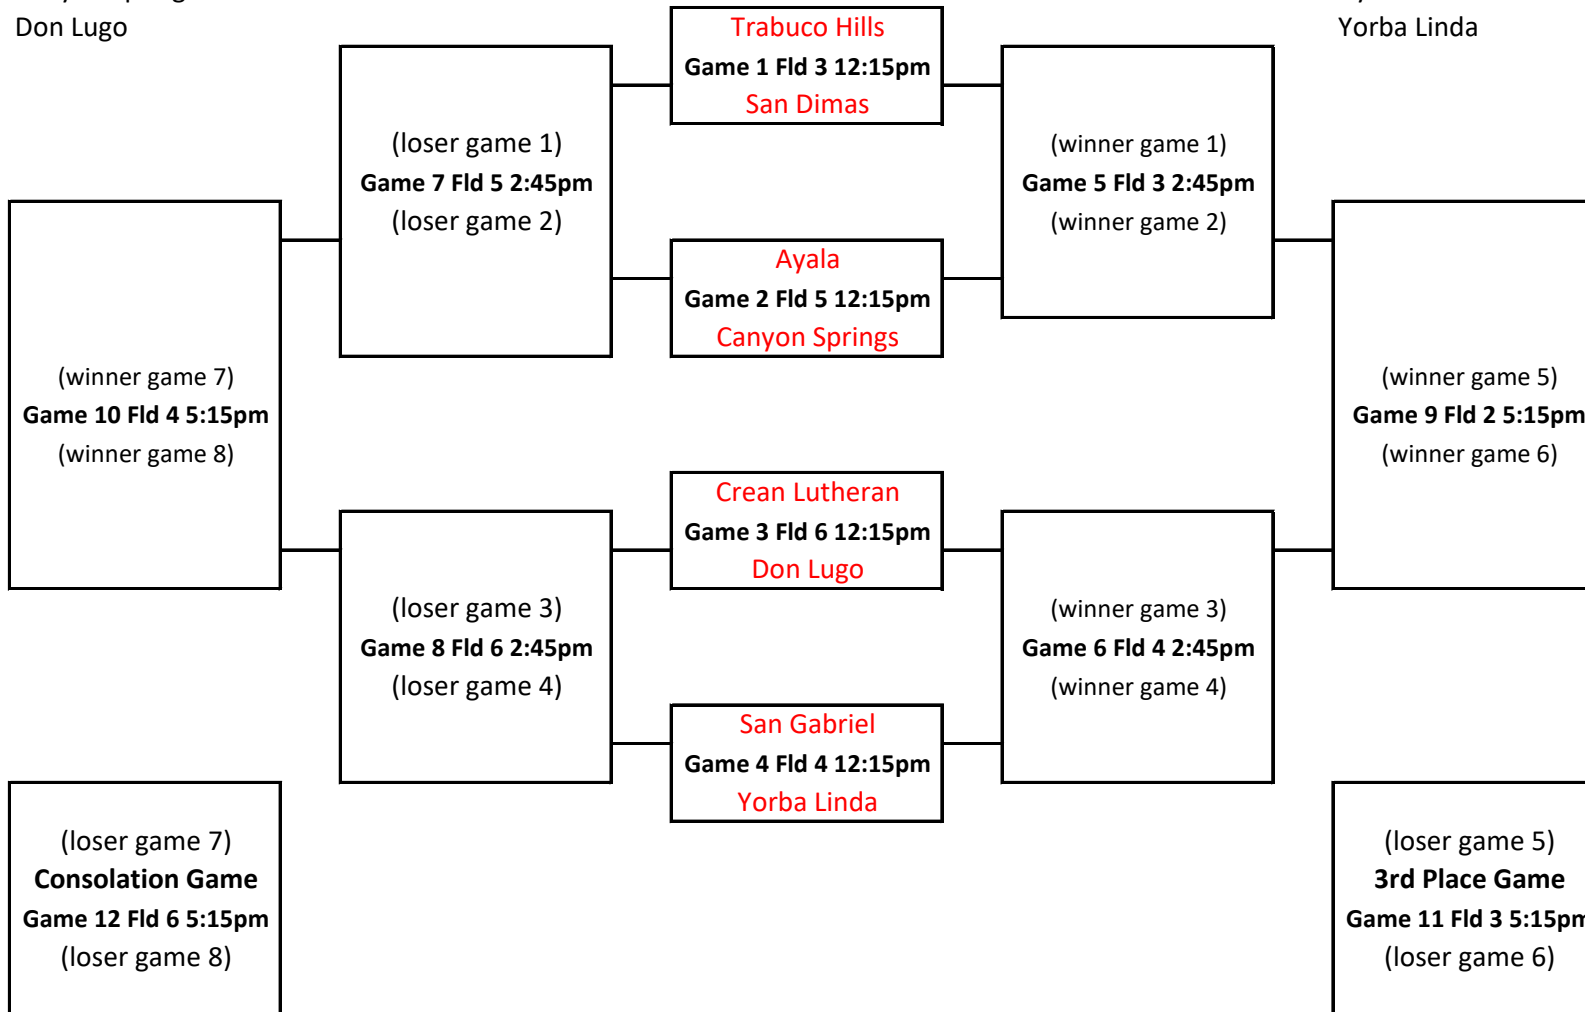 Don Lugo
Yorba Linda
Trabuco Hills
Game 1 Fld 3 12:15pm
San Dimas
(loser game 1)
Game 7 Fld 5 2:45pm
(loser game 2)
(winner game 1)
Game 5 Fld 3 2:45pm
(winner game 2)
Ayala
Game 2 Fld 5 12:15pm
Canyon Springs
(winner game 7)
Game 10 Fld 4 5:15pm
(winner game 8)
(winner game 5)
Game 9 Fld 2 5:15pm
(winner game 6)
Crean Lutheran
Game 3 Fld 6 12:15pm
Don Lugo
(loser game 3)
Game 8 Fld 6 2:45pm
(loser game 4)
(winner game 3)
Game 6 Fld 4 2:45pm
(winner game 4)
San Gabriel
Game 4 Fld 4 12:15pm
Yorba Linda
(loser game 7)
Consolation Game
Game 12 Fld 6 5:15pm
(loser game 8)
(loser game 5)
3rd Place Game
Game 11 Fld 3 5:15pm
(loser game 6)